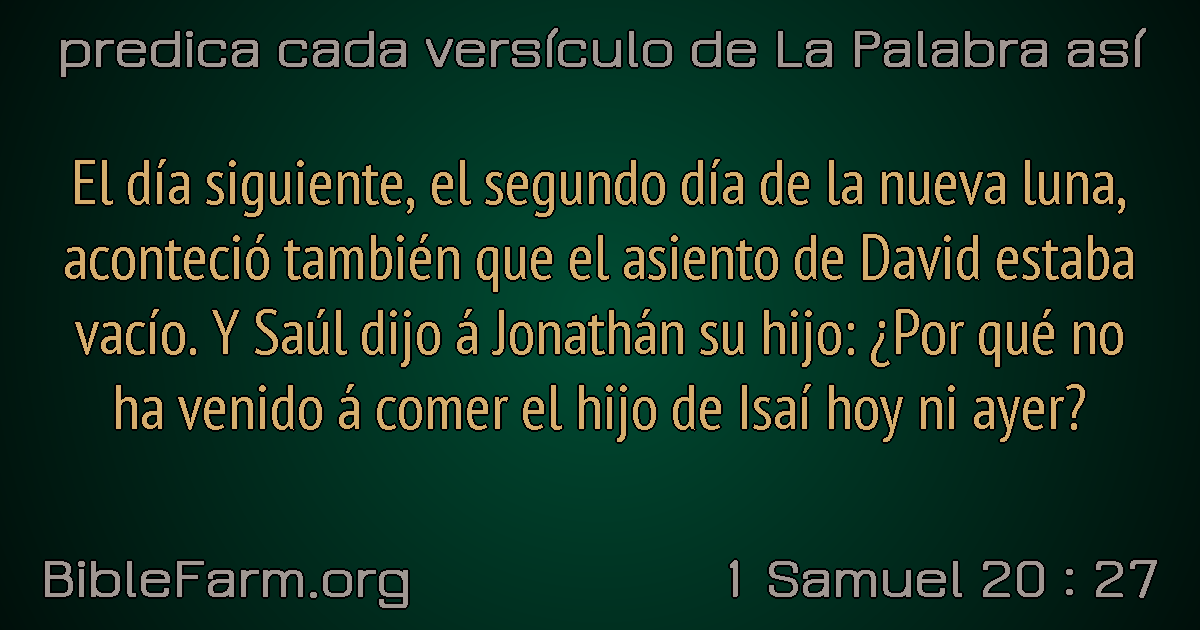 predica cada versículo de La Palabra así
El día siguiente, el segundo día de la nueva luna,
aconteció también que el asiento de David estaba
vacío. Y Saúl dijo á Jonathán su hijo: ¿Por qué no
ha venido á comer el hijo de Isaí hoy ni ayer?
BibleFarm.org
1 Samuel 20 : 27